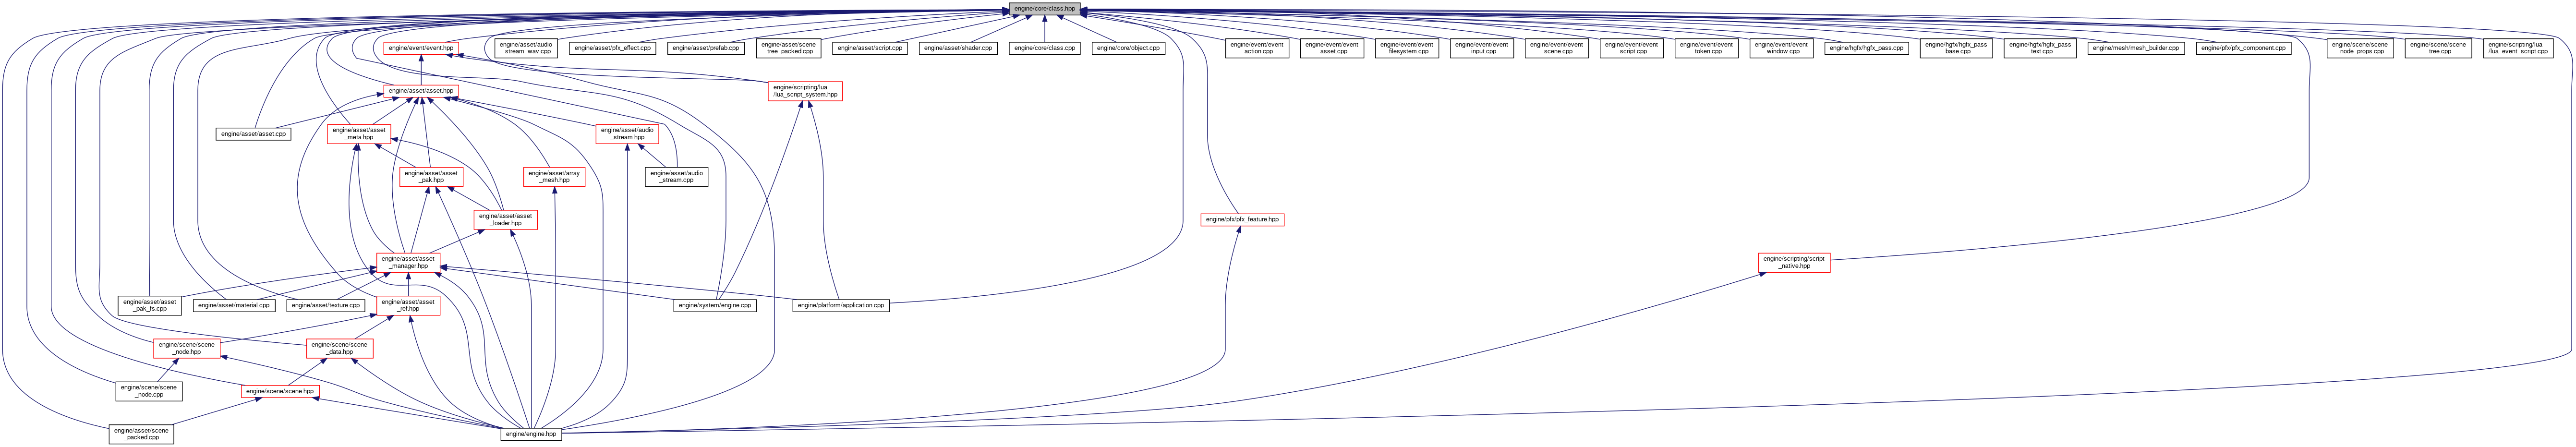 engine/core/class.hpp
engine/event/event.hpp
engine/asset/audio
_stream_wav.cpp
engine/asset/pfx_effect.cpp
engine/asset/prefab.cpp
engine/asset/scene
_tree_packed.cpp
engine/asset/script.cpp
engine/asset/shader.cpp
engine/core/class.cpp
engine/core/object.cpp
engine/event/event
_action.cpp
engine/event/event
_asset.cpp
engine/event/event
_filesystem.cpp
engine/event/event
_input.cpp
engine/event/event
_scene.cpp
engine/event/event
_script.cpp
engine/event/event
_token.cpp
engine/event/event
_window.cpp
engine/hgfx/hgfx_pass.cpp
engine/hgfx/hgfx_pass
_base.cpp
engine/hgfx/hgfx_pass
_text.cpp
engine/mesh/mesh_builder.cpp
engine/pfx/pfx_component.cpp
engine/scene/scene
_node_props.cpp
engine/scene/scene
_tree.cpp
engine/scripting/lua
/lua_event_script.cpp
engine/asset/asset.hpp
engine/scripting/lua
/lua_script_system.hpp
engine/asset/asset.cpp
engine/asset/asset
_meta.hpp
engine/asset/audio
_stream.hpp
engine/asset/asset
_pak.hpp
engine/asset/array
_mesh.hpp
engine/asset/audio
_stream.cpp
engine/asset/asset
_loader.hpp
engine/pfx/pfx_feature.hpp
engine/asset/asset
_manager.hpp
engine/scripting/script
_native.hpp
engine/asset/asset
_pak_fs.cpp
engine/asset/material.cpp
engine/asset/texture.cpp
engine/asset/asset
_ref.hpp
engine/system/engine.cpp
engine/platform/application.cpp
engine/scene/scene
_node.hpp
engine/scene/scene
_data.hpp
engine/scene/scene
_node.cpp
engine/scene/scene.hpp
engine/asset/scene
_packed.cpp
engine/engine.hpp